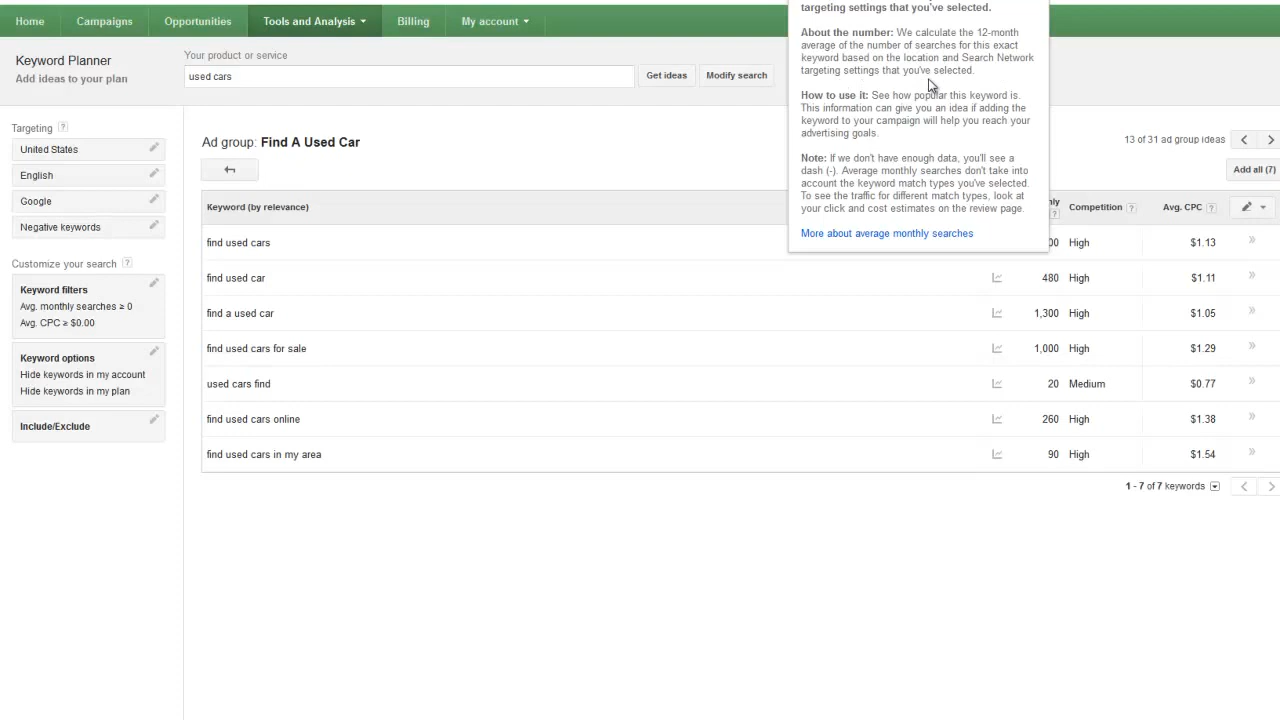 Home Campaigns Opportunities Tools and Analysis Billing My account
targeting settings that you've selected.
About the number: We calculate the 12-month
average of the number of searches for this exact
keyword based on the location and Search Network
targeting settings that you've selected.
How to use it: See how popular this keyword is.
This information can give you an idea if adding the
keyword to your campaign will help you reach your
advertising goals.
Note: If we don't have enough data, you'll see a
dash (-). Average monthly searches don't take into
account the keyword match types you've selected.
To see the traffic for different match types, look at
your click and cost estimates on the review page.
More about average monthly searches
Keyword Planner
Add ideas to your plan
Your product or service
used cars
Get ideas Modify search
Targeting ?
United States
English
Google
Negative keywords
Customize your search ?
Keyword filters
Avg. monthly searches ≥ 0
Avg. CPC ≥ $0.00
Keyword options
Hide keywords in my account
Hide keywords in my plan
Include/Exclude
Ad group: Find A Used Car
13 of 31 ad group ideas
Add all (7)
Keyword (by relevance) ? Competition ? Avg. CPC ?
find used cars High $1.13
find used car 480 High $1.11
find a used car 1,300 High $1.05
find used cars for sale 1,000 High $1.29
used cars find 20 Medium $0.77
find used cars online 260 High $1.38
find used cars in my area 90 High $1.54
1 - 7 of 7 keywords